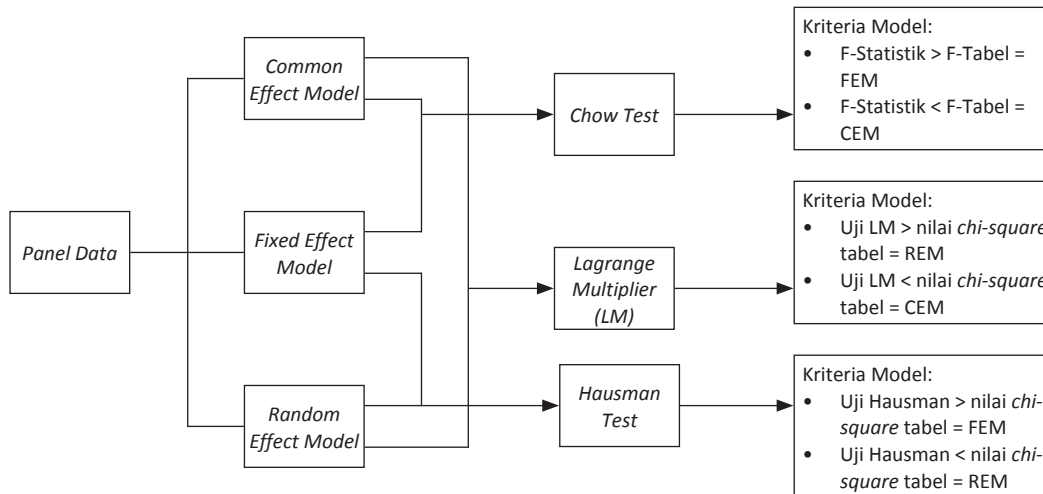 Panel Data
Common
Effect Model
Fixed Effect
Model
Random
Effect Model
Chow Test
Lagrange
Multiplier
(LM)
Hausman
Test
Kriteria Model:
• F-Statistik > F-Tabel =
FEM
• F-Statistik < F-Tabel =
CEM
Kriteria Model:
• Uji LM > nilai chi-square
tabel = REM
• Uji LM < nilai chi-square
tabel = CEM
Kriteria Model:
• Uji Hausman > nilai chi-
square tabel = FEM
• Uji Hausman < nilai chi-
square tabel = REM